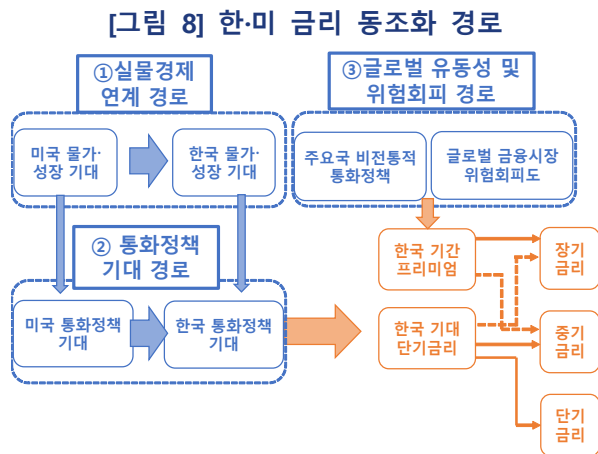 [그림 8] 한·미 금리 동조화 경로
①실물경제
연계 경로
③글로벌 유동성 및
위험회피 경로
미국 물가·
성장 기대
한국 물가·
성장 기대
주요국 비전통적
통화정책
글로벌 금융시장
위험회피도
② 통화정책
기대 경로
한국 기간
프리미엄
장기
금리
미국 통화정책
기대
한국 통화정책
기대
한국 기대
단기금리
중기
금리
단기
금리